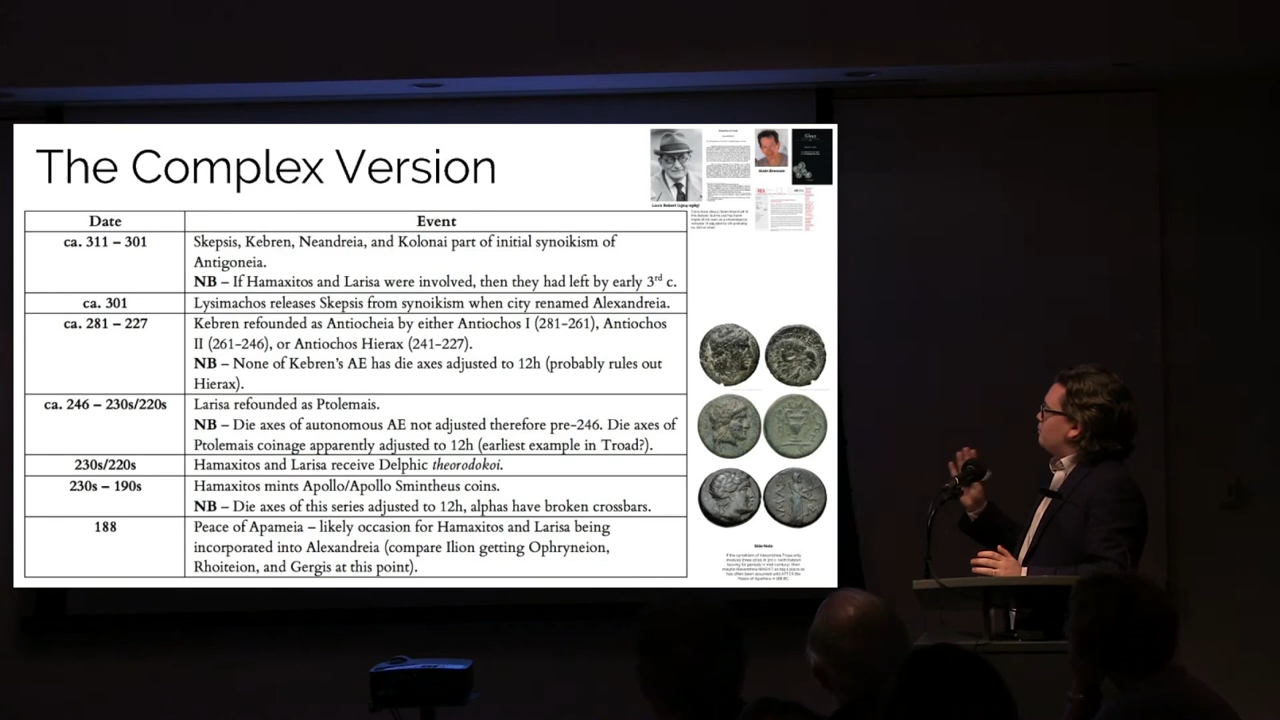 The Complex Version
Date Event
ca. 311 – 301 Skepsis, Kebren, Neandreia, and Kolonai part of initial synoikism of
Antigoneia.
NB – If Hamaxitos and Larisa were involved, then they had left by early 3rd c.
ca. 301 Lysimachos releases Skepsis from synoikism when city renamed Alexandreia.
ca. 281 – 227 Kebren refounded as Antiocheia by either Antiochos I (281-261), Antiochos
II (261-246), or Antiochos Hierax (241-227).
NB – None of Kebren's AE has die axes adjusted to 12h (probably rules out
Hierax).
ca. 246 – 230s/220s Larisa refounded as Ptolemais.
NB – Die axes of autonomous AE not adjusted therefore pre-246. Die axes of
Ptolemais coinage apparently adjusted to 12h (earliest example in Troad?).
230s/220s Hamaxitos and Larisa receive Delphic theorodokoi.
230s – 190s Hamaxitos mints Apollo/Apollo Smintheus coins.
NB – Die axes of this series adjusted to 12h, alphas have broken crossbars.
188 Peace of Apameia – likely occasion for Hamaxitos and Larisa being
incorporated into Alexandreia (compare Ilion getting Ophryneion,
Rhoiteion, and Gergis at this point).
Louis Robert
Alain Bresson
Side Note